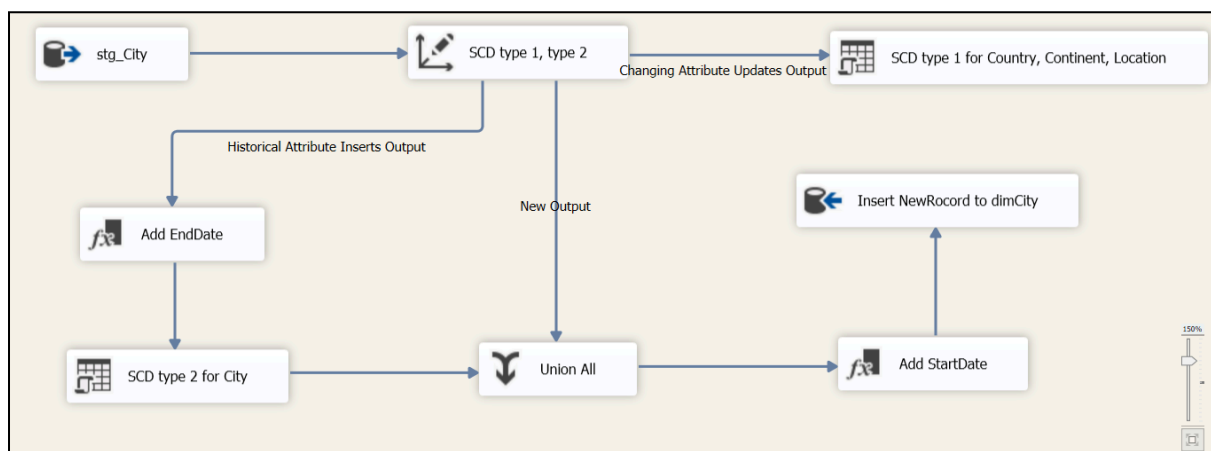 stg_City
SCD type 1, type 2
Changing Attribute Updates Output
SCD type 1 for Country, Continent, Location
Historical Attribute Inserts Output
New Output
Add EndDate
Insert NewRocord to dimCity
SCD type 2 for City
Union All
Add StartDate
150%